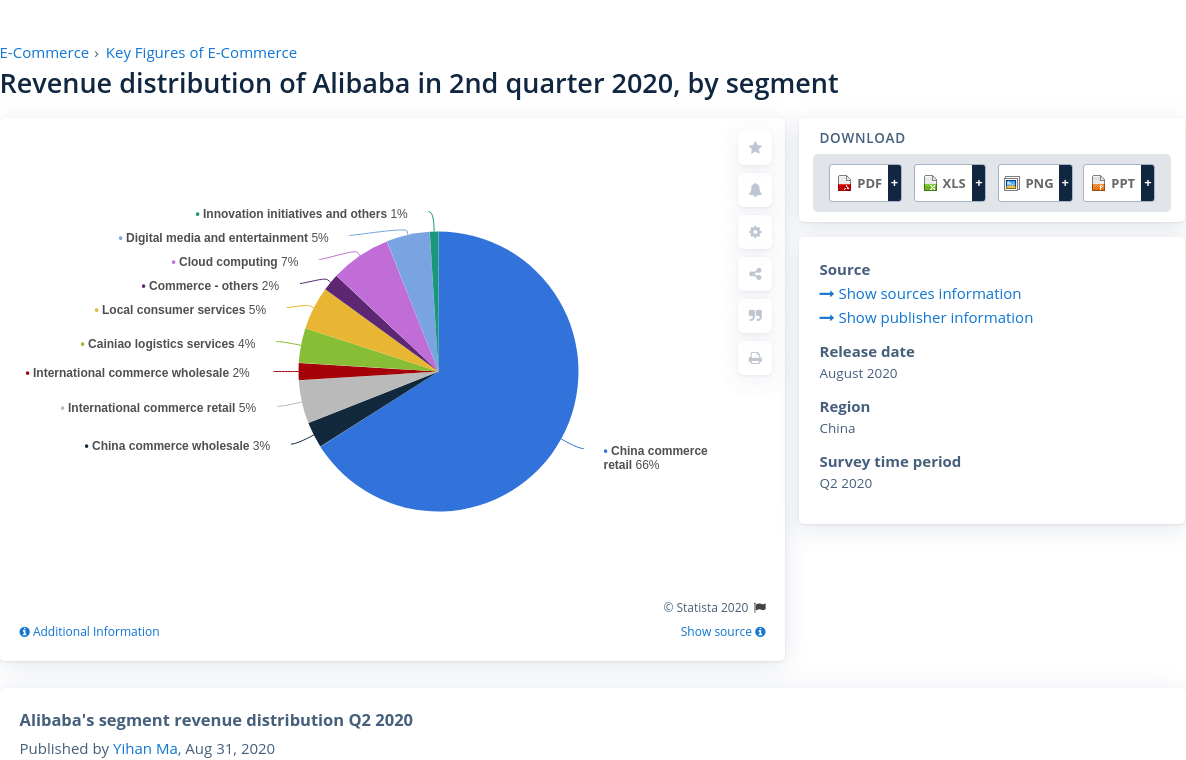 E-Commerce › Key Figures of E-Commerce
Revenue distribution of Alibaba in 2nd quarter 2020, by segment
• Innovation initiatives and others 1%
• Digital media and entertainment 5%
• Cloud computing 7%
• Commerce - others 2%
• Local consumer services 5%
• Cainiao logistics services 4%
• International commerce wholesale 2%
• International commerce retail 5%
• China commerce wholesale 3%
• China commerce
retail 66%
© Statista 2020
Additional Information
Show source
DOWNLOAD
PDF + XLS + PNG + PPT +
Source
Show sources information
Show publisher information
Release date
August 2020
Region
China
Survey time period
Q2 2020
Alibaba's segment revenue distribution Q2 2020
Published by Yihan Ma, Aug 31, 2020